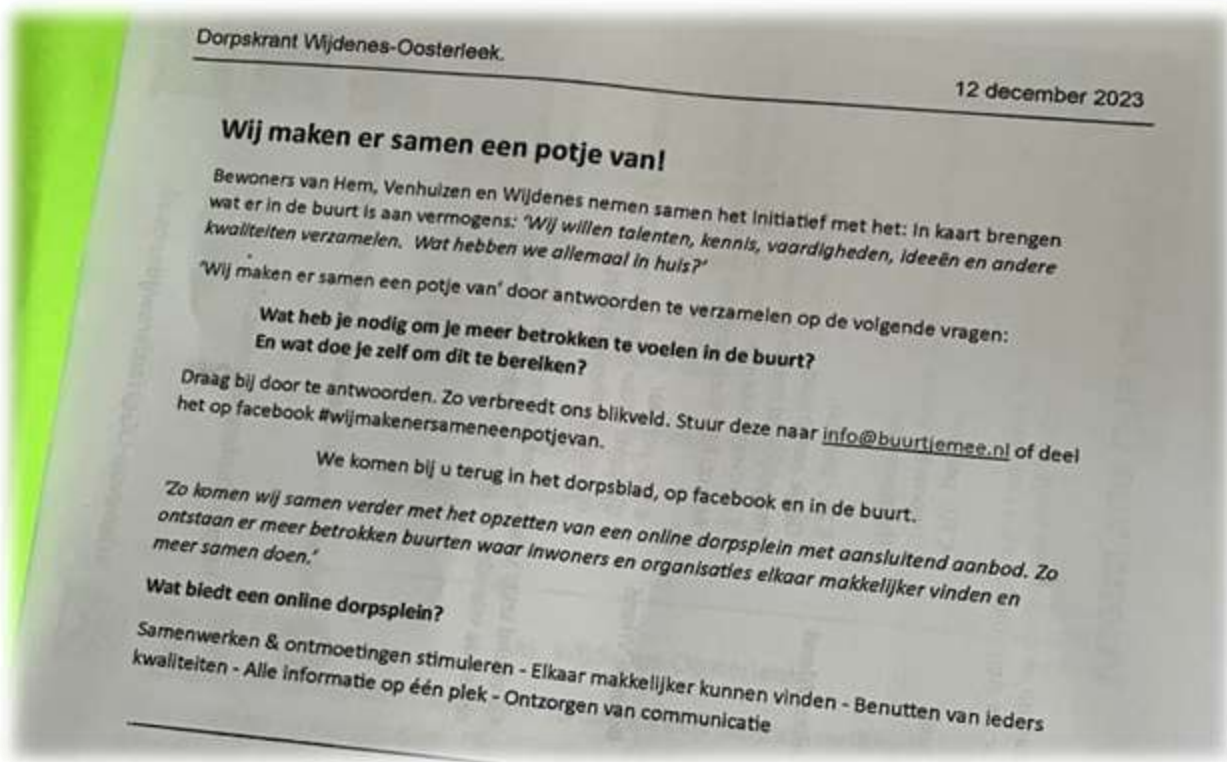 Dorpskrant Wijdenes-Oosterleek.
12 december 2023
Wij maken er samen een potje van!
Bewoners van Hem, Venhuizen en Wijdenes nemen samen het initiatief met het: In kaart brengen
wat er in de buurt is aan vermogens: ‘Wij willen talenten, kennis, vaardigheden, ideeën en andere
kwaliteiten verzamelen. Wat hebben we allemaal in huis?’
‘Wij maken er samen een potje van’ door antwoorden te verzamelen op de volgende vragen:
Wat heb je nodig om je meer betrokken te voelen in de buurt?
En wat doe je zelf om dit te bereiken?
Draag bij door te antwoorden. Zo verbreedt ons blikveld. Stuur deze naar info@buurtjemee.nl of deel
het op facebook #wijmakenersameneenpotjevan.
We komen bij u terug in het dorpsblad, op facebook en in de buurt.
‘Zo komen wij samen verder met het opzetten van een online dorpsplein met aansluitend aanbod. Zo
ontstaan er meer betrokken buurten waar inwoners en organisaties elkaar makkelijker vinden en
meer samen doen.’
Wat biedt een online dorpsplein?
Samenwerken & ontmoetingen stimuleren - Elkaar makkelijker kunnen vinden - Benutten van ieders
kwaliteiten - Alle informatie op één plek - Ontzorgen van communicatie